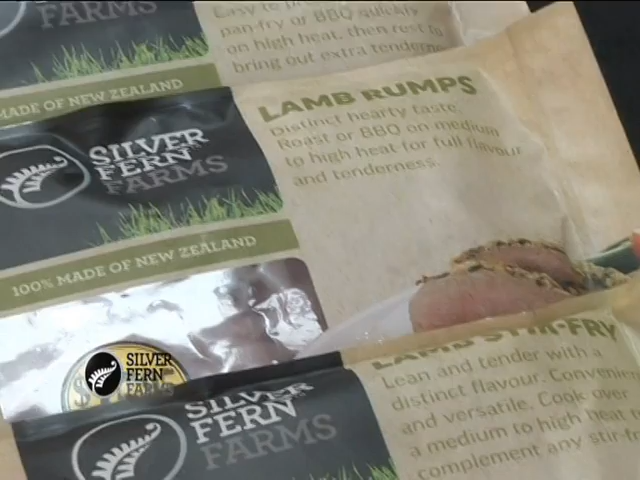 FARMS
Easy to
pan-fry or BBQ quickly
on high heat, then rest to
bring out extra tenderne
MADE OF NEW ZEALAND
SILVER
FERN
FARMS
LAMB RUMPS
Distinct hearty taste.
Roast or BBQ on medium
to high heat for full flavour
and tenderness.
100% MADE OF NEW ZEALAND
SILVER
FERN
FARMS
SILVER
FERN
FARMS
LAMB STIR-FRY
Lean and tender with a
distinct flavour. Convenien
and versatile. Cook over
a medium to high heat
complement any stir-fr